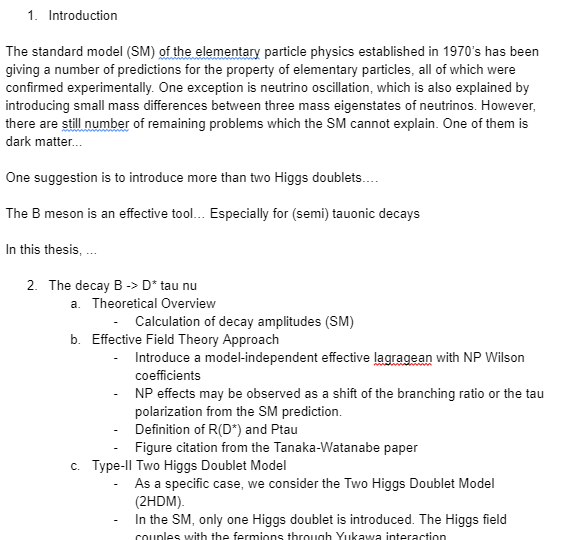 1. Introduction
The standard model (SM) of the elementary particle physics established in 1970's has been
giving a number of predictions for the property of elementary particles, all of which were
confirmed experimentally. One exception is neutrino oscillation, which is also explained by
introducing small mass differences between three mass eigenstates of neutrinos. However,
there are still number of remaining problems which the SM cannot explain. One of them is
dark matter...
One suggestion is to introduce more than two Higgs doublets....
The B meson is an effective tool... Especially for (semi) tauonic decays
In this thesis, ...
2. The decay B -> D* tau nu
a. Theoretical Overview
- Calculation of decay amplitudes (SM)
b. Effective Field Theory Approach
- Introduce a model-independent effective lagragean with NP Wilson
coefficients
- NP effects may be observed as a shift of the branching ratio or the tau
polarization from the SM prediction.
- Definition of R(D*) and Ptau
- Figure citation from the Tanaka-Watanabe paper
c. Type-II Two Higgs Doublet Model
- As a specific case, we consider the Two Higgs Doublet Model
(2HDM).
- In the SM, only one Higgs doublet is introduced. The Higgs field
couples with the fermions through Yukawa interaction